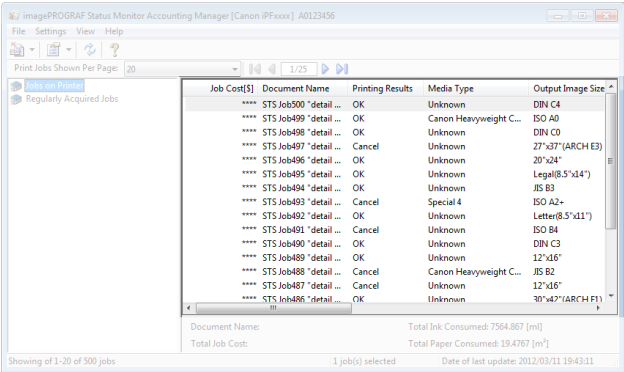 imagePROGRAF Status Monitor Accounting Manager [Canon iPFxxxx] A0123456
File Settings View Help
Print Jobs Shown Per Page: 20 1/25
Jobs on Printer
Regularly Acquired Jobs
Job Cost[$] Document Name Printing Results Media Type Output Image Size
**** STS Job500 "detail ... OK Unknown DIN C4
**** STS Job499 "detail ... OK Canon Heavyweight C... ISO A0
**** STS Job498 "detail ... OK Unknown DIN C0
**** STS Job497 "detail ... Cancel Unknown 27"x37"(ARCH E3)
**** STS Job496 "detail ... OK Unknown 20"x24"
**** STS Job495 "detail ... OK Unknown Legal(8.5"x14")
**** STS Job494 "detail ... OK Unknown JIS B3
**** STS Job493 "detail ... Cancel Special 4 ISO A2+
**** STS Job492 "detail ... OK Unknown Letter(8.5"x11")
**** STS Job491 "detail ... Cancel Unknown ISO B4
**** STS Job490 "detail ... OK Unknown DIN C3
**** STS Job489 "detail ... OK Unknown 12"x16"
**** STS Job488 "detail ... Cancel Canon Heavyweight C... JIS B2
**** STS Job487 "detail ... Cancel Unknown 12"x16"
**** STS Job486 "detail ... OK Unknown 30"x42"(ARCH E1)
Document Name: Total Ink Consumed: 7564.867 [ml]
Total Job Cost: Total Paper Consumed: 19.4767 [m²]
Showing of 1-20 of 500 jobs 1 job(s) selected Date of last update: 2012/03/11 19:43:11